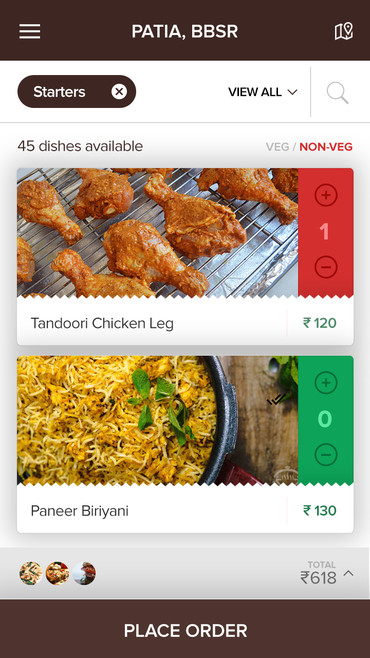 PATIA, BBSR
Starters
VIEW ALL
45 dishes available
VEG / NON-VEG
1
Tandoori Chicken Leg
₹ 120
0
Paneer Biriyani
₹ 130
TOTAL
₹618
PLACE ORDER